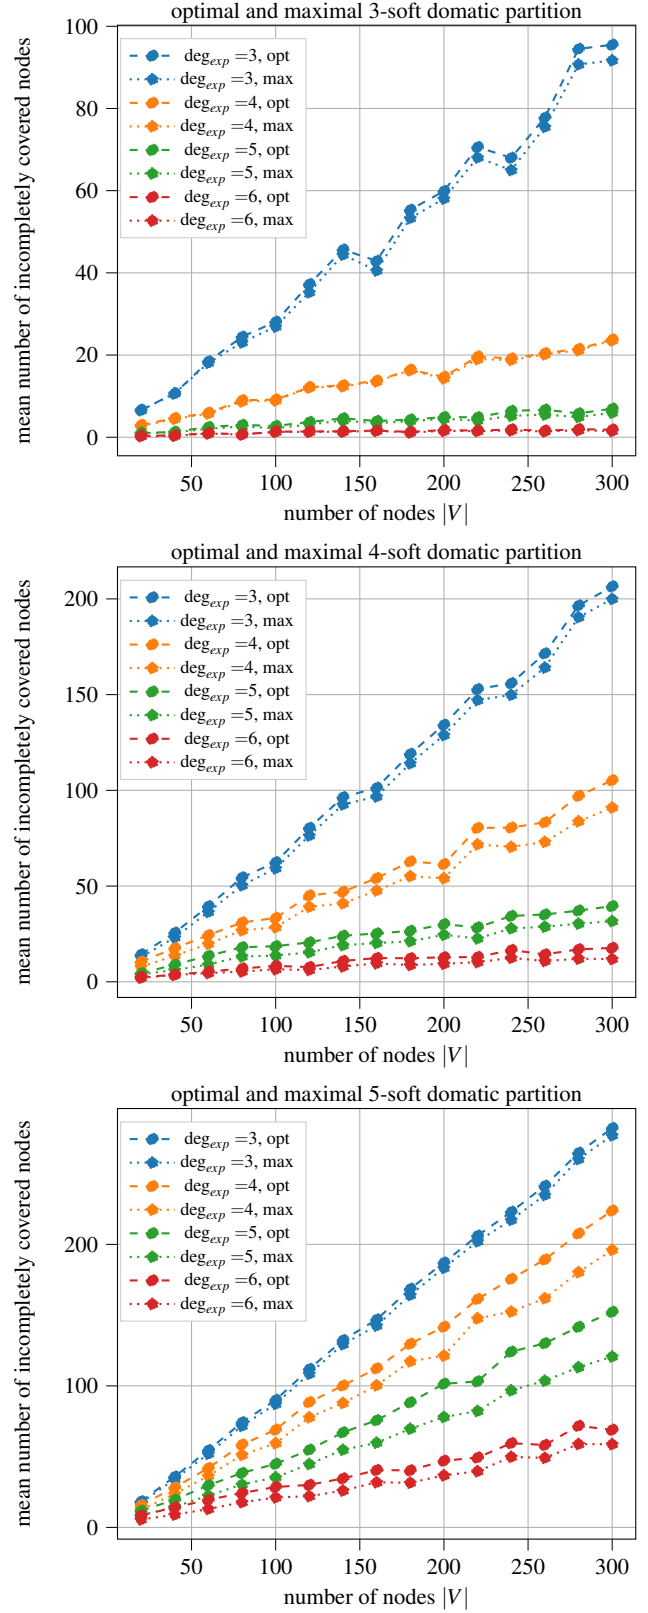 optimal and maximal 3-soft domatic partition
mean number of incompletely covered nodes
100
80
60
40
20
0
deg_exp =3, opt
deg_exp =3, max
deg_exp =4, opt
deg_exp =4, max
deg_exp =5, opt
deg_exp =5, max
deg_exp =6, opt
deg_exp =6, max
50 100 150 200 250 300
number of nodes |V|
optimal and maximal 4-soft domatic partition
mean number of incompletely covered nodes
200
150
100
50
0
deg_exp =3, opt
deg_exp =3, max
deg_exp =4, opt
deg_exp =4, max
deg_exp =5, opt
deg_exp =5, max
deg_exp =6, opt
deg_exp =6, max
50 100 150 200 250 300
number of nodes |V|
optimal and maximal 5-soft domatic partition
mean number of incompletely covered nodes
200
100
0
deg_exp =3, opt
deg_exp =3, max
deg_exp =4, opt
deg_exp =4, max
deg_exp =5, opt
deg_exp =5, max
deg_exp =6, opt
deg_exp =6, max
50 100 150 200 250 300
number of nodes |V|